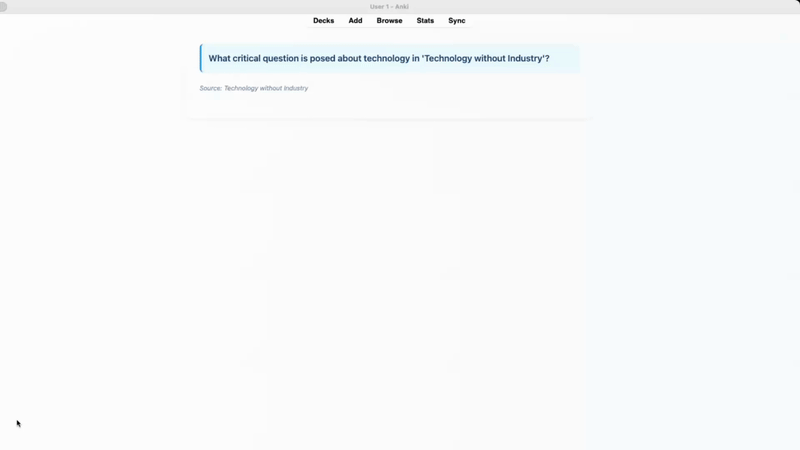 User 1 - Anki
Decks Add Browse Stats Sync
What critical question is posed about technology in 'Technology without Industry'?
Source: Technology without Industry